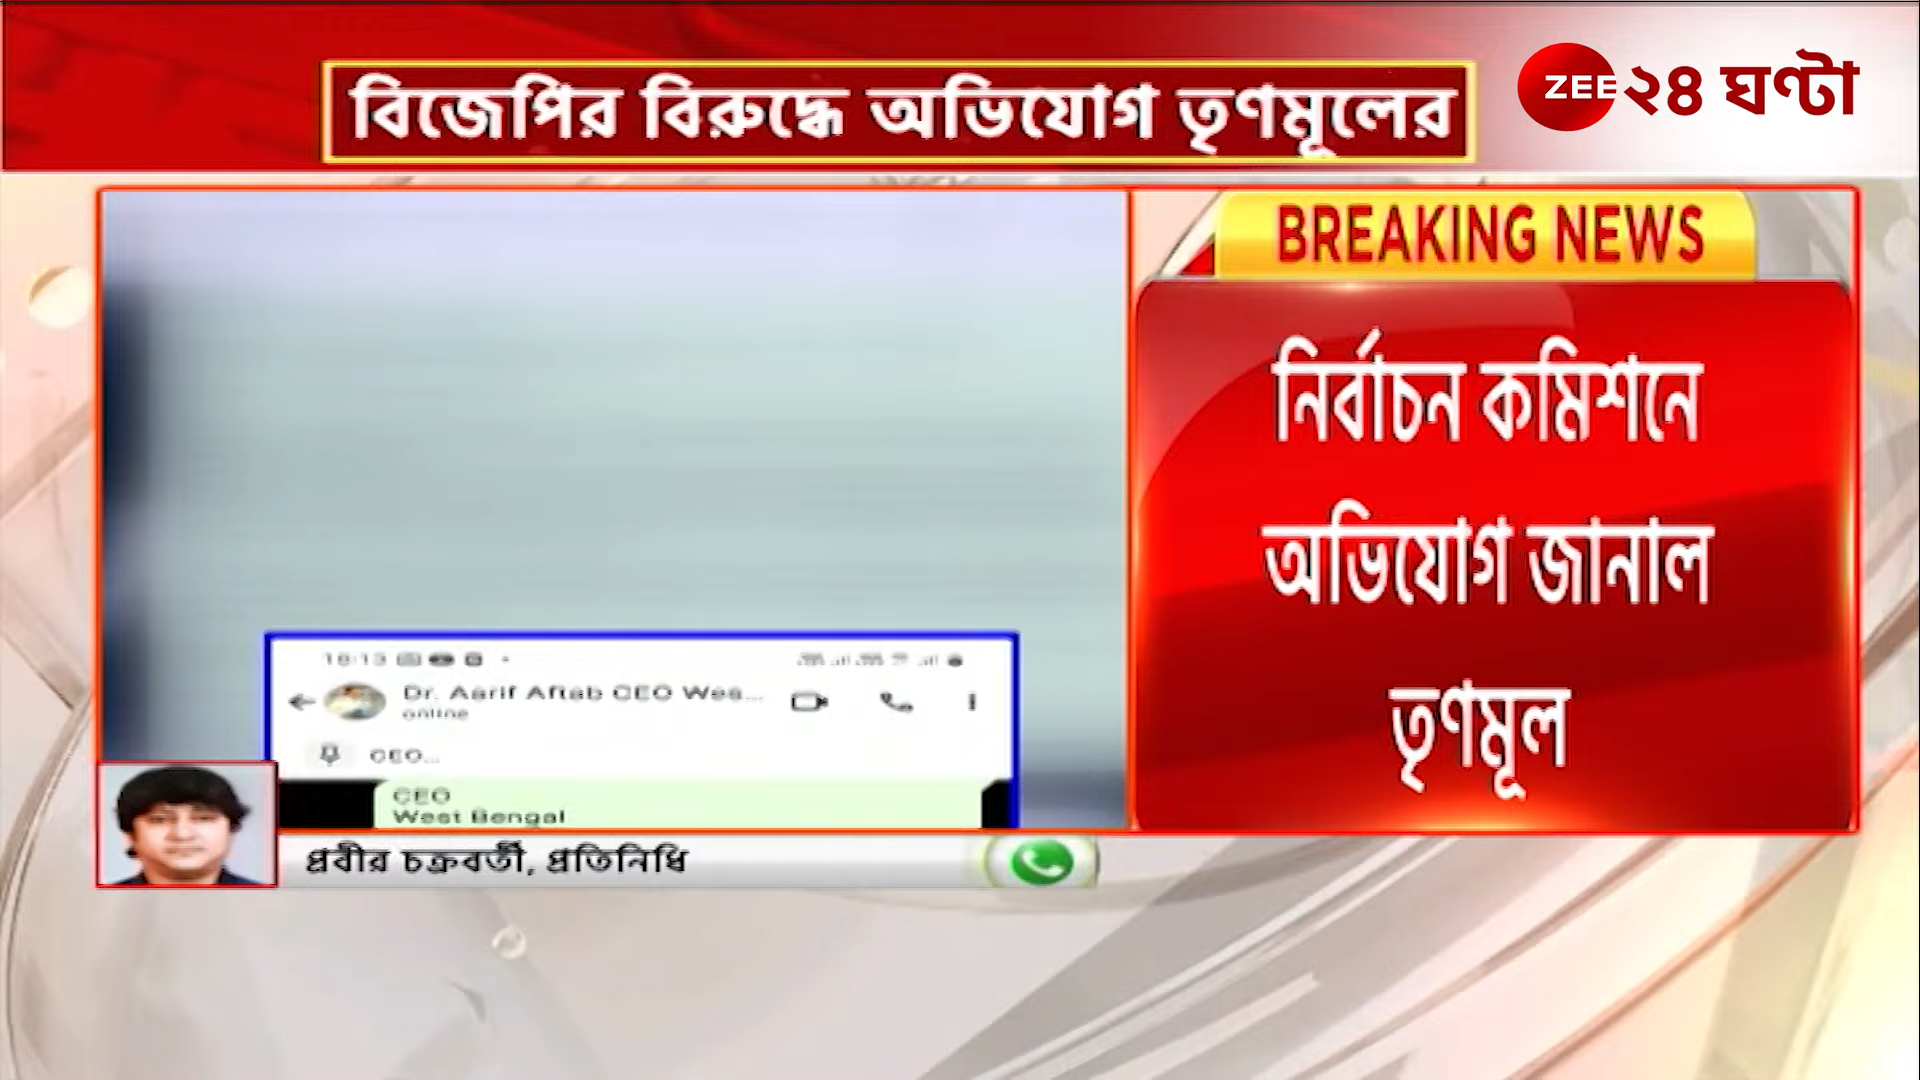 বিজেপির বিরুদ্ধে অভিযোগ তৃণমূলের
ZEE ২৪ ঘণ্টা
BREAKING NEWS
নির্বাচন কমিশনে
অভিযোগ জানাল
তৃণমূল
Dr. Aarif Aftab CEO Wes...
online
CEO...
CEO
West Bengal
প্রবীর চক্রবর্তী, প্রতিনিধি